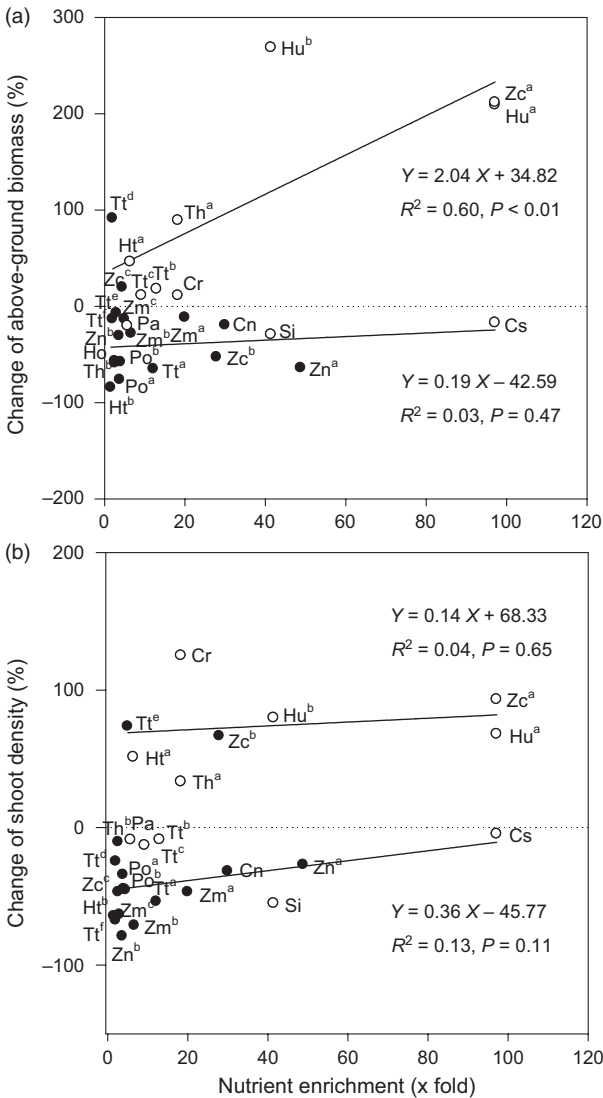 (a)
300
200
100
0
–100
–200
Change of above-ground biomass (%)
Hu^b
Zc^a
Hu^a
Y = 2.04 X + 34.82
R² = 0.60, P < 0.01
Tt^d
Th^a
Ht^a
Zc^c
Tt^c
Tt^b
Cr
Tt^e
Zm^c
Tt^f
Pa
Zn^b
Zm^b
Zm^a
Cn
Si
Cs
Ho
Po^b
Zc^b
Th^b
Po^a
Tt^a
Zn^a
Ht^b
Y = 0.19 X – 42.59
R² = 0.03, P = 0.47
0 20 40 60 80 100 120
(b)
200
100
0
–100
Change of shoot density (%)
Y = 0.14 X + 68.33
R² = 0.04, P = 0.65
Cr
Zc^a
Tt^e
Hu^b
Zc^b
Hu^a
Ht^a
Th^a
Th^b
Pa
Tt^b
Cs
Tt^d
Po^a
Tt^c
Zc^c
Po^b
Tt^a
Cn
Zn^a
Ht^b
Zm^c
Zm^a
Si
Tt^f
Zm^b
Zn^b
Y = 0.36 X – 45.77
R² = 0.13, P = 0.11
0 20 40 60 80 100 120
Nutrient enrichment (x fold)